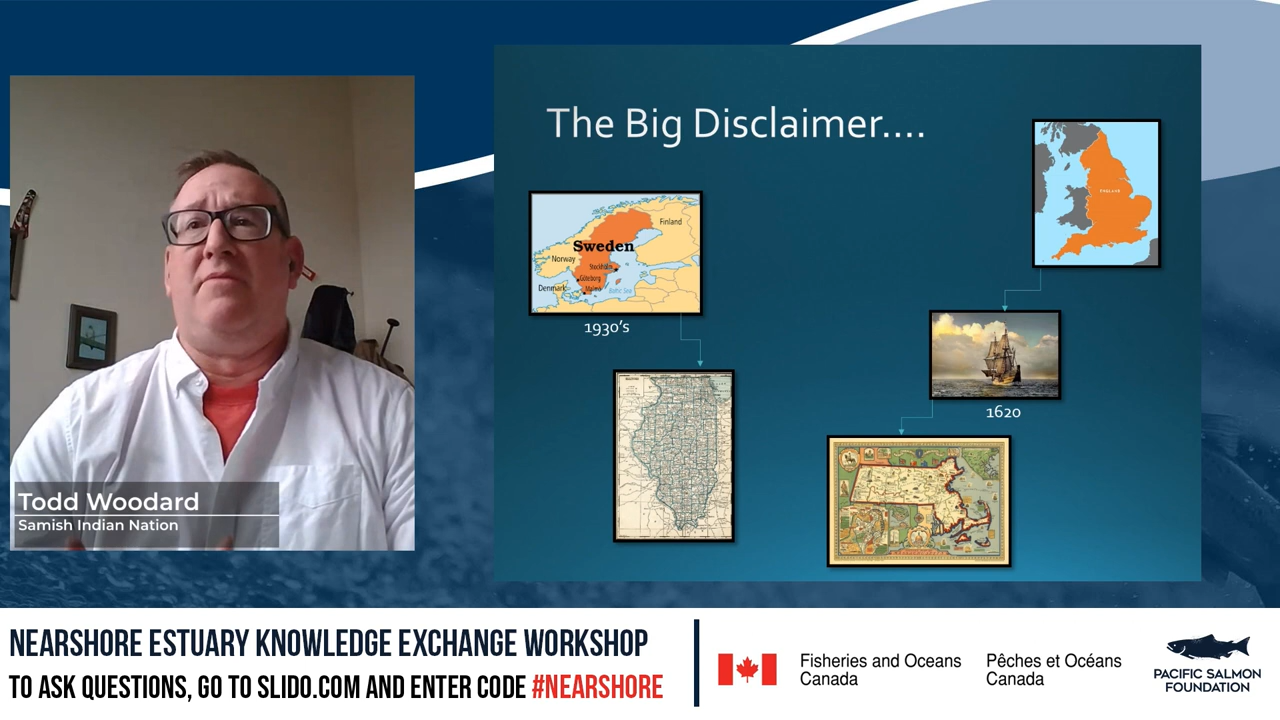 The Big Disclaimer....
ENGLAND
Finland
Sweden
Norway
Stockholm
Göteborg
Denmark
Malmö
Baltic Sea
1930's
1620
Todd Woodard
Samish Indian Nation
NEARSHORE ESTUARY KNOWLEDGE EXCHANGE WORKSHOP
TO ASK QUESTIONS, GO TO SLIDO.COM AND ENTER CODE #NEARSHORE
Fisheries and Oceans
Canada
Pêches et Océans
Canada
PACIFIC SALMON
FOUNDATION